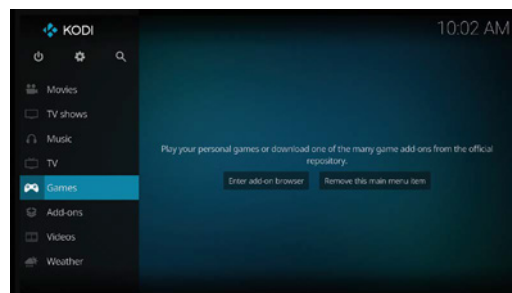 KODI
10:02 AM
Movies
TV shows
Music
TV
Games
Add-ons
Videos
Weather
Play your personal games or download one of the many game add-ons from the official
repository.
Enter add-on browser
Remove this main menu item